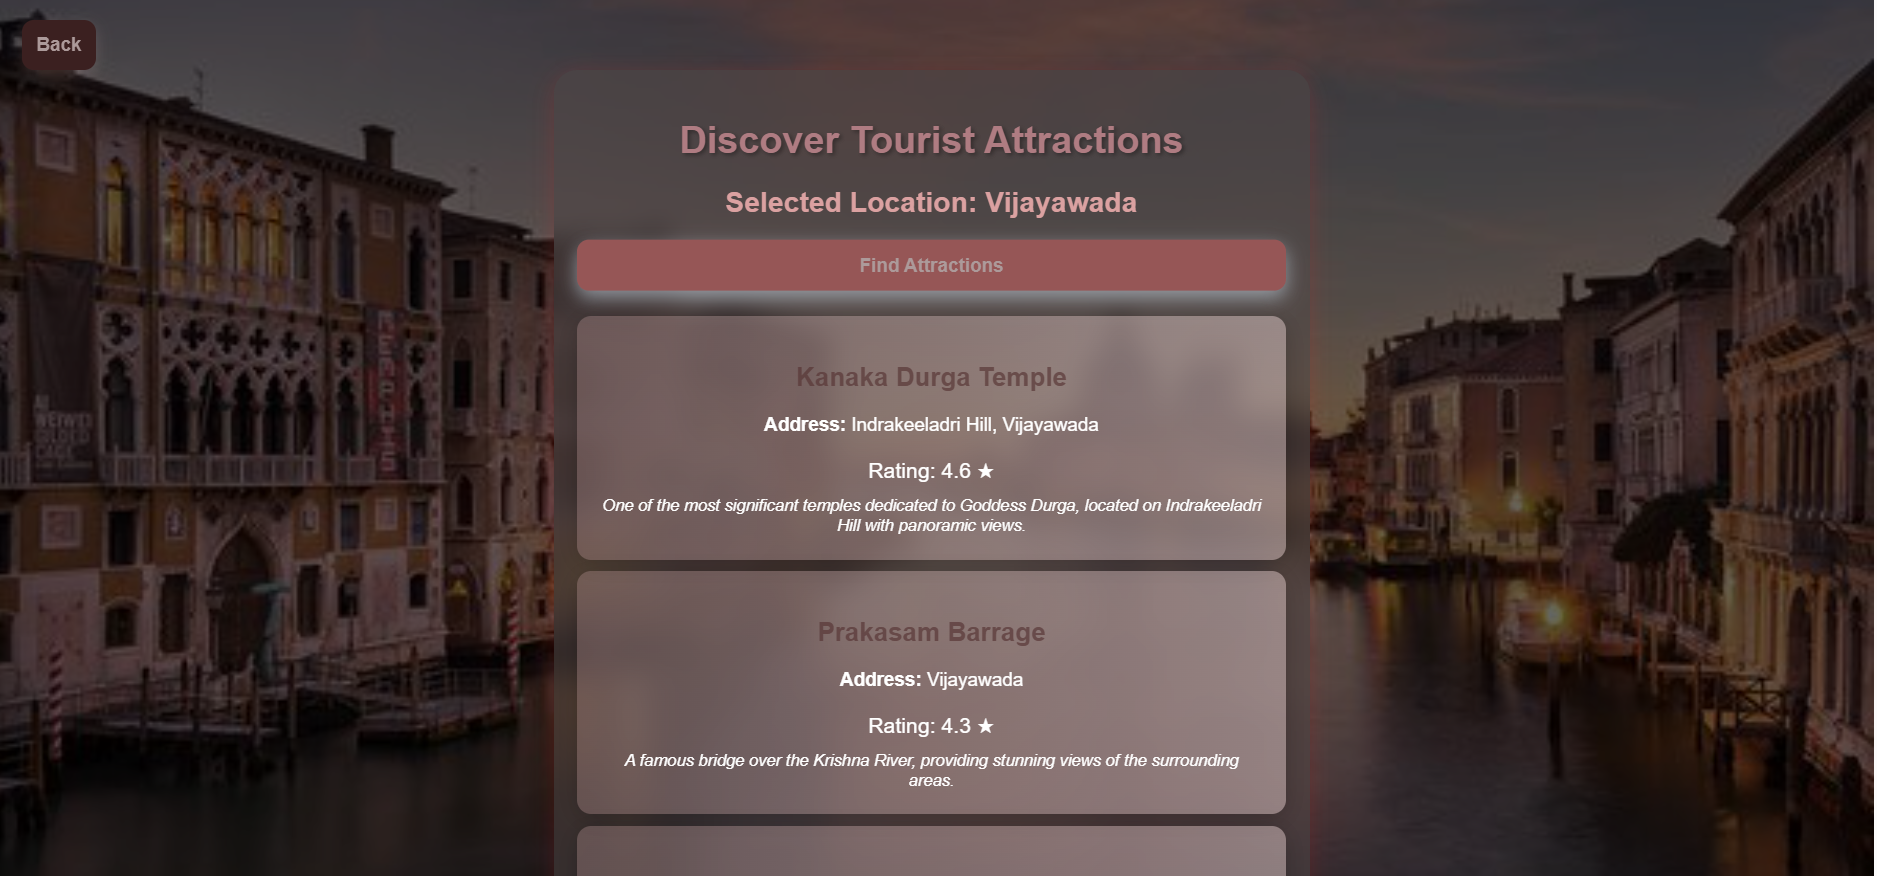 Back
Discover Tourist Attractions
Selected Location: Vijayawada
Find Attractions
Kanaka Durga Temple
Address: Indrakeeladri Hill, Vijayawada
Rating: 4.6 ★
One of the most significant temples dedicated to Goddess Durga, located on Indrakeeladri
Hill with panoramic views.
Prakasam Barrage
Address: Vijayawada
Rating: 4.3 ★
A famous bridge over the Krishna River, providing stunning views of the surrounding
areas.
AI
WEIWEI